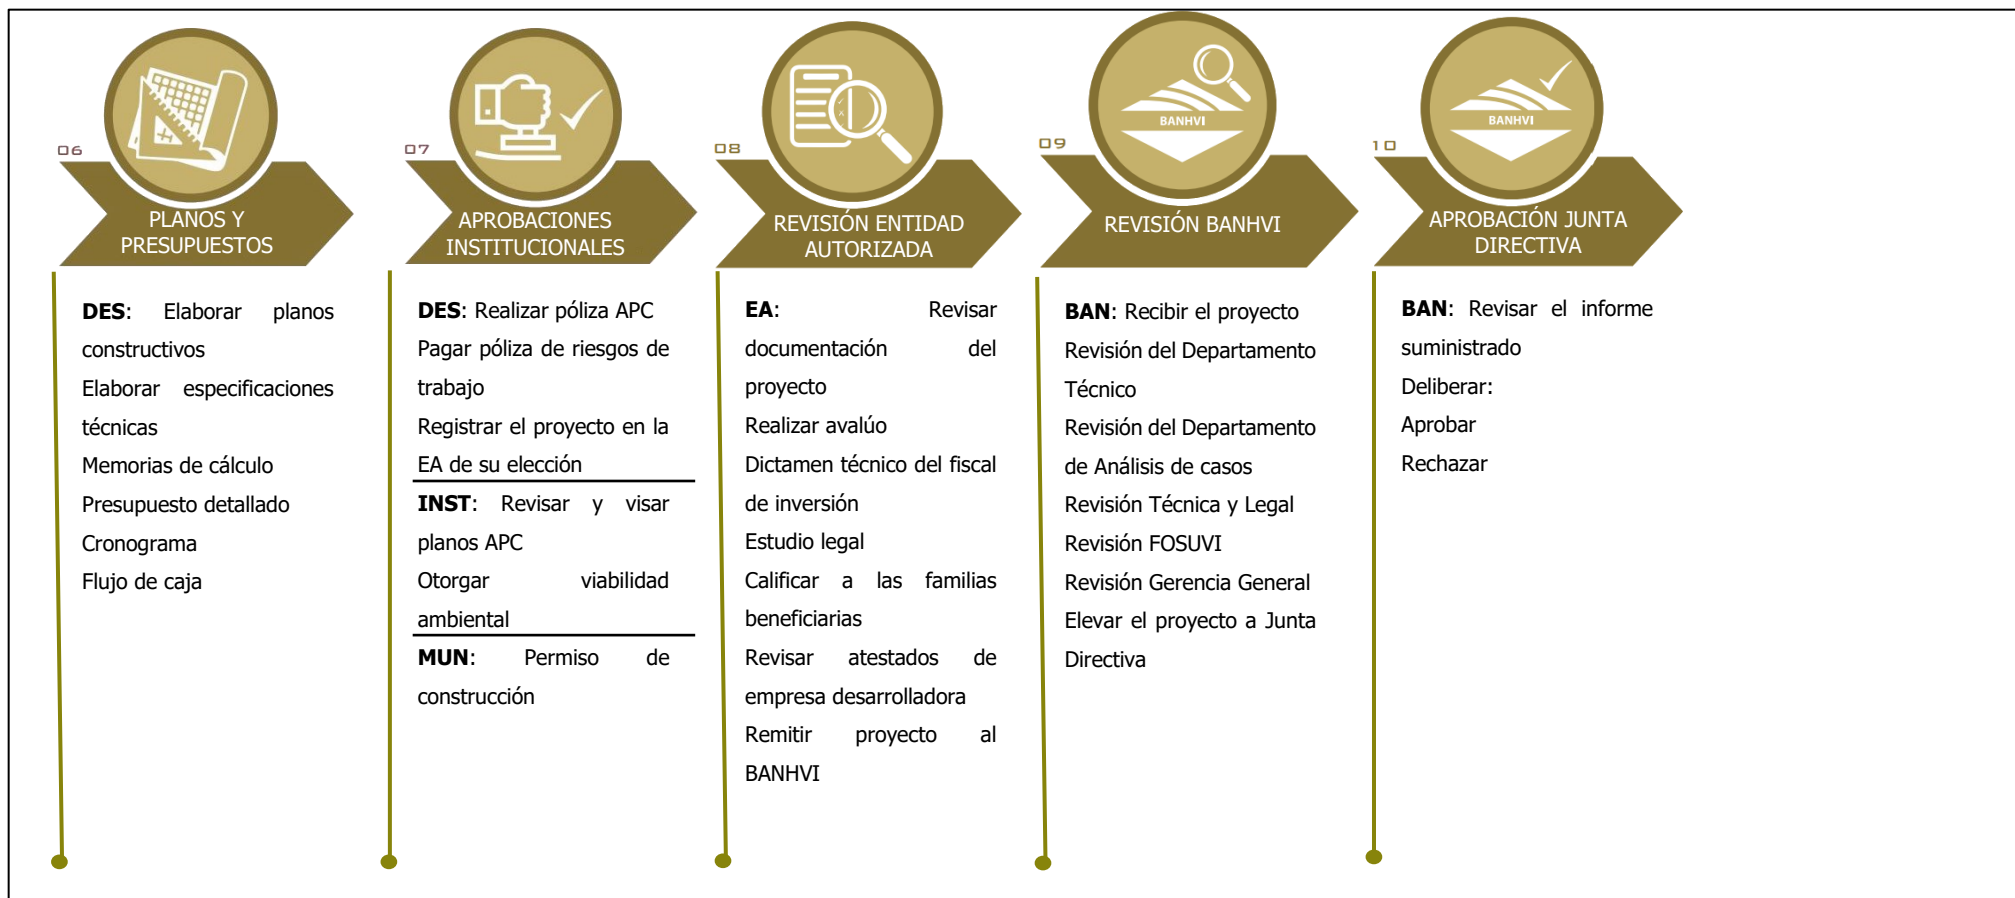 06
PLANOS Y
PRESUPUESTOS
DES: Elaborar planos
constructivos
Elaborar especificaciones
técnicas
Memorias de cálculo
Presupuesto detallado
Cronograma
Flujo de caja
07
APROBACIONES
INSTITUCIONALES
DES: Realizar póliza APC
Pagar póliza de riesgos de
trabajo
Registrar el proyecto en la
EA de su elección
INST: Revisar y visar
planos APC
Otorgar viabilidad
ambiental
MUN: Permiso de
construcción
08
REVISIÓN ENTIDAD
AUTORIZADA
EA: Revisar
documentación del
proyecto
Realizar avalúo
Dictamen técnico del fiscal
de inversión
Estudio legal
Calificar a las familias
beneficiarias
Revisar atestados de
empresa desarrolladora
Remitir proyecto al
BANHVI
09
BANHVI
REVISIÓN BANHVI
BAN: Recibir el proyecto
Revisión del Departamento
Técnico
Revisión del Departamento
de Análisis de casos
Revisión Técnica y Legal
Revisión FOSUVI
Revisión Gerencia General
Elevar el proyecto a Junta
Directiva
10
BANHVI
APROBACIÓN JUNTA
DIRECTIVA
BAN: Revisar el informe
suministrado
Deliberar:
Aprobar
Rechazar